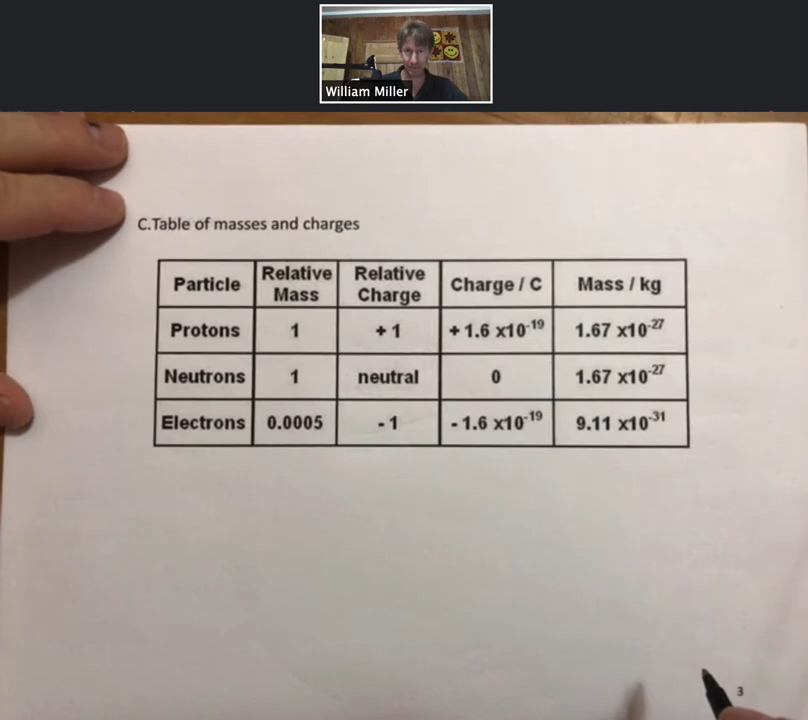 William Miller
C.Table of masses and charges
Particle Relative Mass Relative Charge Charge / C Mass / kg
Protons 1 + 1 + 1.6 x10⁻¹⁹ 1.67 x10⁻²⁷
Neutrons 1 neutral 0 1.67 x10⁻²⁷
Electrons 0.0005 - 1 - 1.6 x10⁻¹⁹ 9.11 x10⁻³¹
3